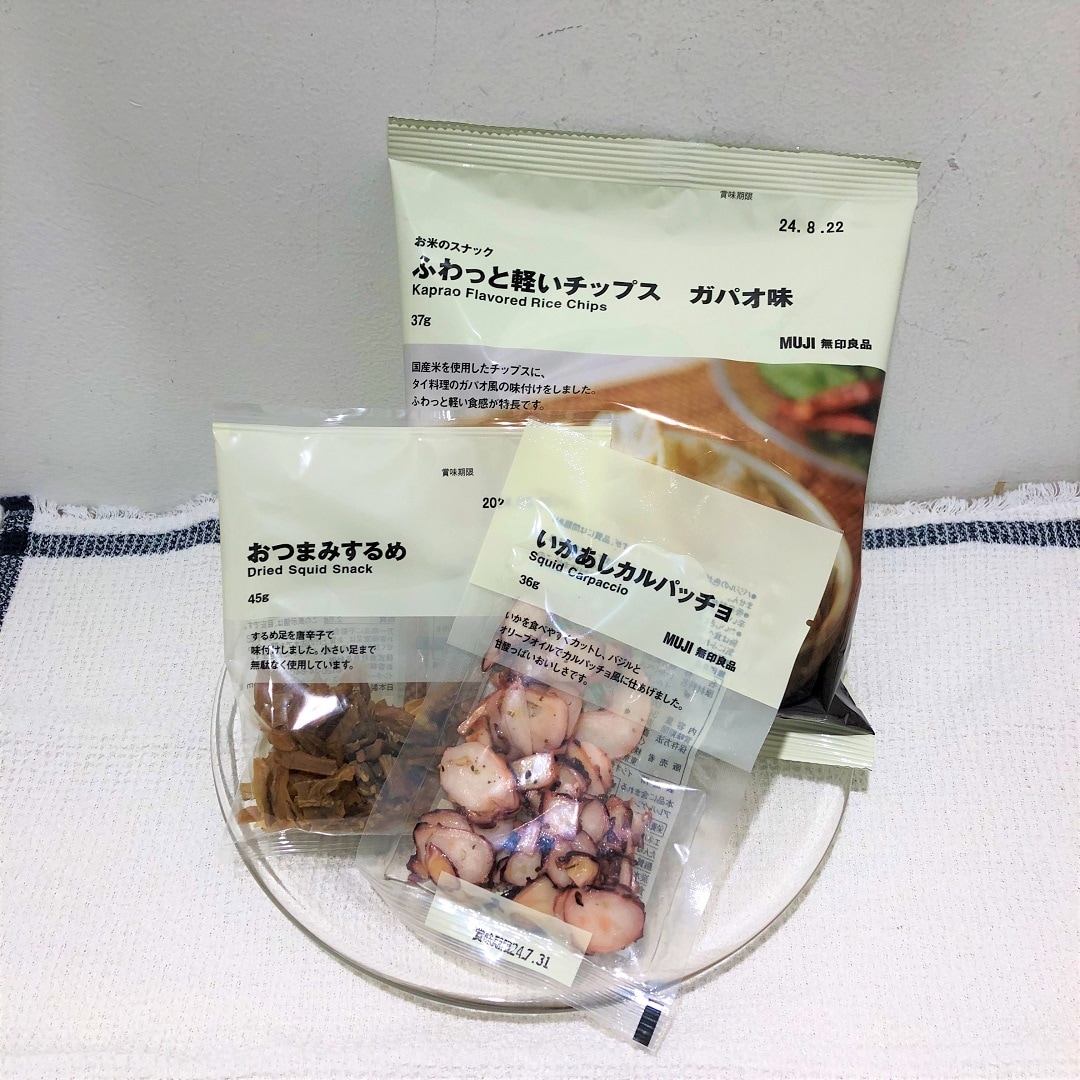 賞味期限
24.8.22
お米のスナック
ふわっと軽いチップス　ガパオ味
Kaprao Flavored Rice Chips
37g
MUJI 無印良品
国産米を使用したチップスに、
タイ料理のガパオ風の味付けをしました。
ふわっと軽い食感が特長です。
賞味期限
おつまみするめ
Dried Squid Snack
45g
するめ足を唐辛子で
味付けしました。小さい足まで
無駄なく使用しています。
いかあしカルパッチョ
Squid Carpaccio
36g
MUJI 無印良品
いかを食べやすくカットし、バジルと
オリーブオイルでカルパッチョ風に仕あげました。
甘酸っぱいおいしさです。
賞味期限24.7.31